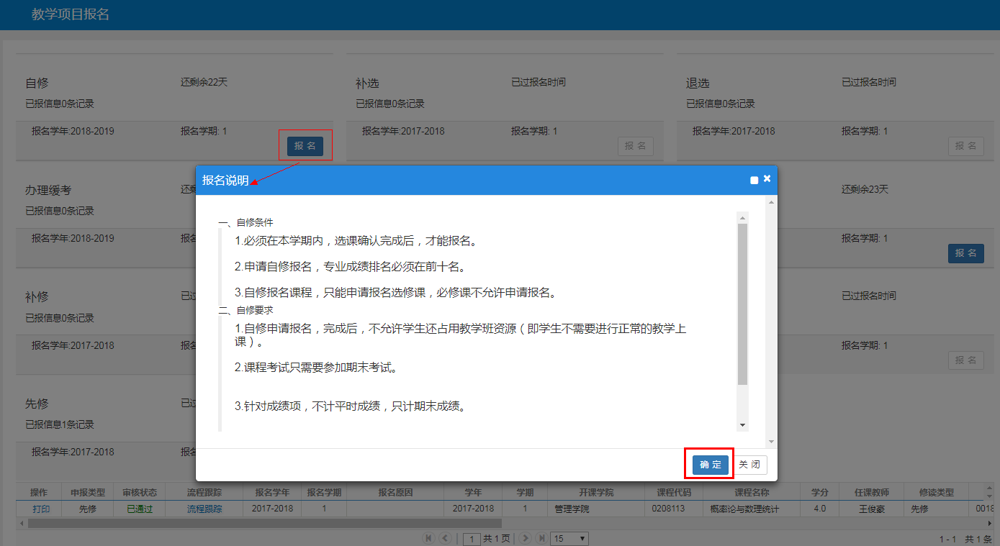 教学项目报名
自修 还剩余22天
已报信息0条记录
报名学年:2018-2019 报名学期: 1
报 名
补选 已过报名时间
已报信息0条记录
报名学年:2017-2018 报名学期: 1
报 名
退选 已过报名时间
已报信息0条记录
报名学年:2017-2018 报名学期: 1
报 名
办理缓考 还剩
已报信息0条记录
报名学年:2018-2019 报名
还剩余23天
报名学期: 1
报 名
补修 已过
已报信息0条记录
报名学年:2017-2018 报名
已过报名时间
报名学期: 1
报 名
先修 已过
已报信息1条记录
报名学年:2017-2018 报名
报名说明
一、自修条件
1.必须在本学期内，选课确认完成后，才能报名。
2.申请自修报名，专业成绩排名必须在前十名。
3.自修报名课程，只能申请报名选修课，必修课不允许申请报名。
二、自修要求
1.自修申请报名，完成后，不允许学生还占用教学班资源（即学生不需要进行正常的教学上
课）。
2.课程考试只需要参加期末考试。
3.针对成绩项，不计平时成绩，只计期末成绩。
确 定 关 闭
操作 申报类型 审核状态 流程跟踪 报名学年 报名学期 报名原因 学年 学期 开课学院 课程代码 课程名称 学分 任课教师 修读类型
打印 先修 已通过 流程跟踪 2017-2018 1 2017-2018 1 管理学院 0208113 概率论与数理统计 4.0 王俊豪 先修 0018
1 共 1 页 15
1 - 1 共 1 条